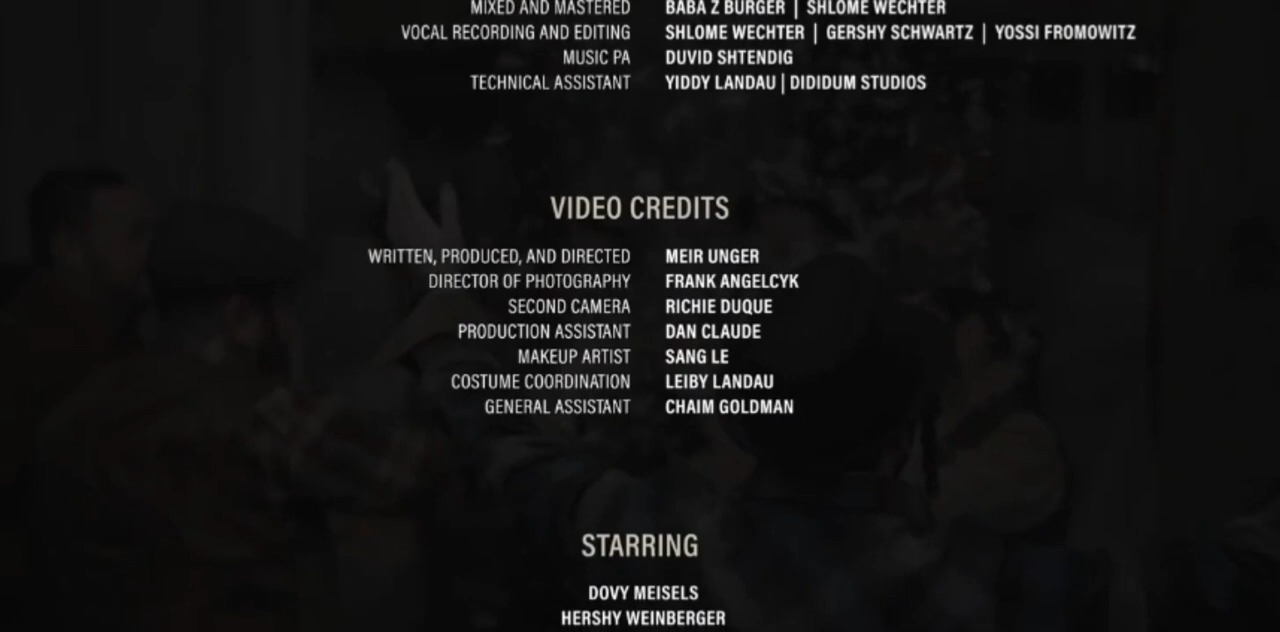 MIXED AND MASTERED BABA Z BURGER | SHLOME WECHTER
VOCAL RECORDING AND EDITING SHLOME WECHTER | GERSHY SCHWARTZ | YOSSI FROMOWITZ
MUSIC PA DUVID SHTENDIG
TECHNICAL ASSISTANT YIDDY LANDAU | DIDIDUM STUDIOS
VIDEO CREDITS
WRITTEN, PRODUCED, AND DIRECTED MEIR UNGER
DIRECTOR OF PHOTOGRAPHY FRANK ANGELCYK
SECOND CAMERA RICHIE DUQUE
PRODUCTION ASSISTANT DAN CLAUDE
MAKEUP ARTIST SANG LE
COSTUME COORDINATION LEIBY LANDAU
GENERAL ASSISTANT CHAIM GOLDMAN
STARRING
DOVY MEISELS
HERSHY WEINBERGER